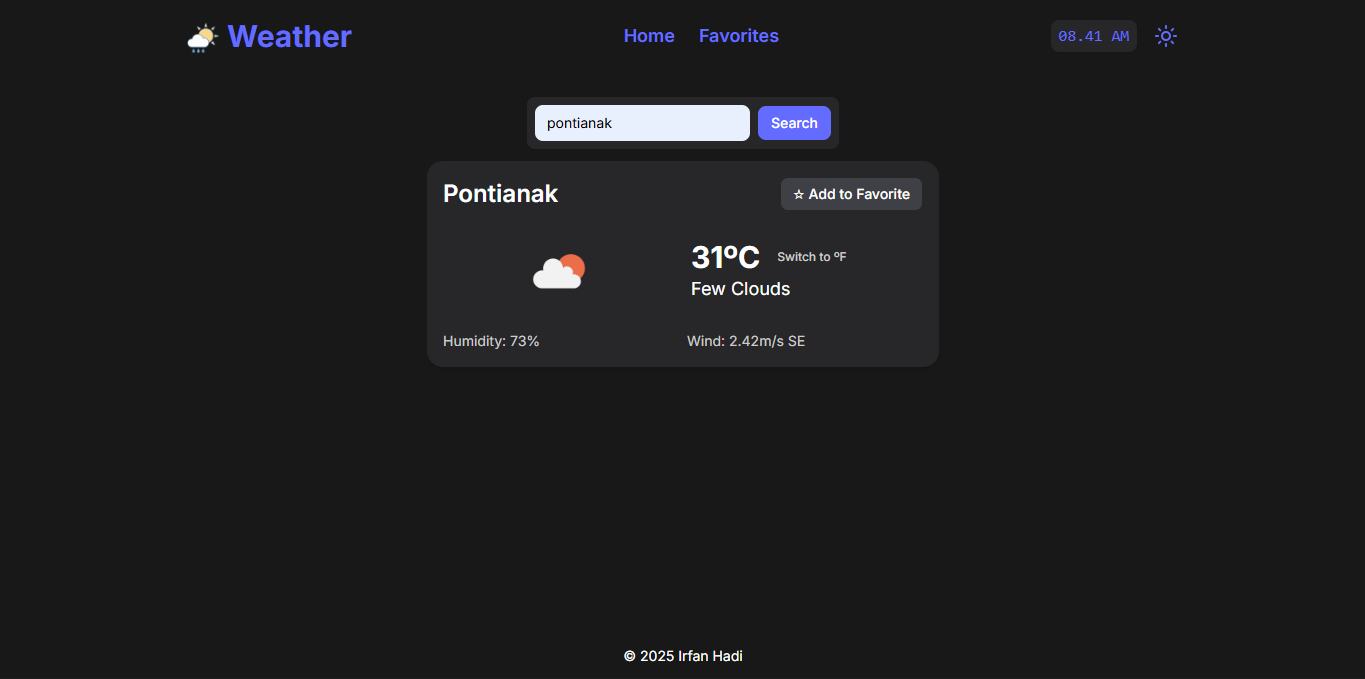 Weather
Home Favorites
08.41 AM
pontianak Search
Pontianak
☆ Add to Favorite
31ºC Switch to ºF
Few Clouds
Humidity: 73% Wind: 2.42m/s SE
© 2025 Irfan Hadi